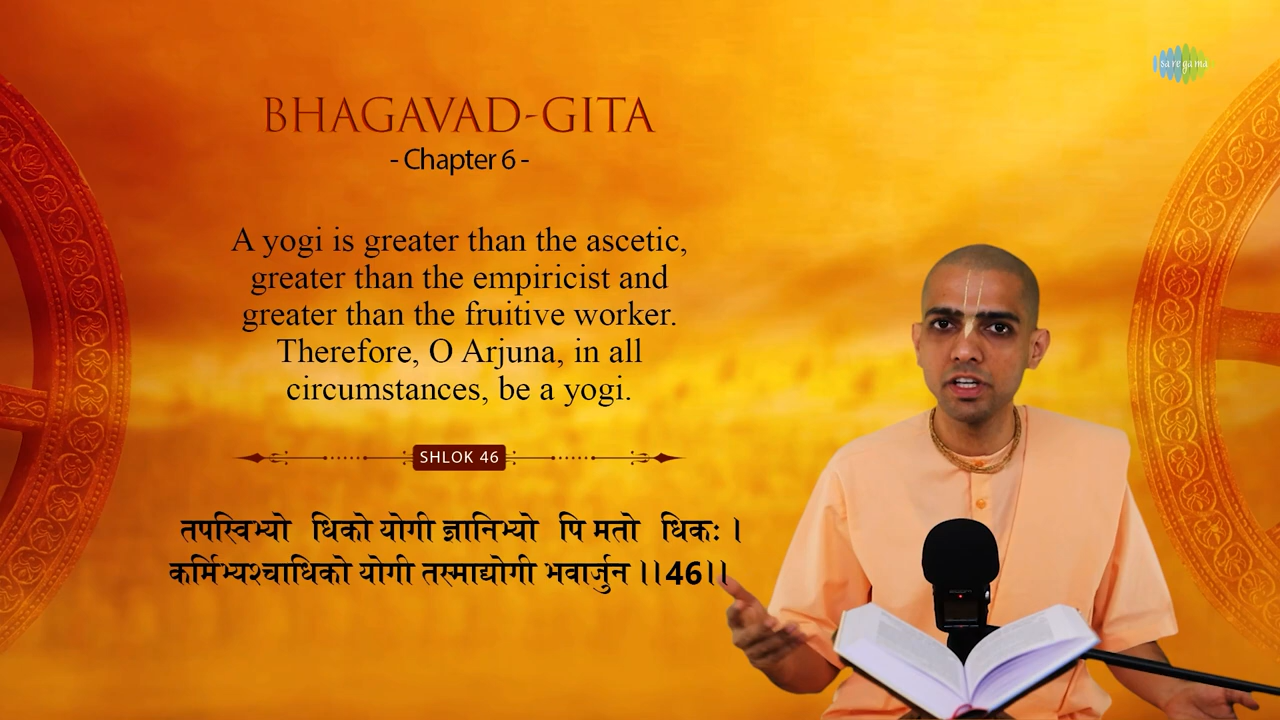 saregama
BHAGAVAD-GITA
- Chapter 6 -
A yogi is greater than the ascetic,
greater than the empiricist and
greater than the fruitive worker.
Therefore, O Arjuna, in all
circumstances, be a yogi.
SHLOK 46
तपस्विभ्यो धिको योगी ज्ञानिभ्यो पि मतो धिकः ।
कर्मिभ्यश्चाधिको योगी तस्माद्योगी भवार्जुन ।।46।।